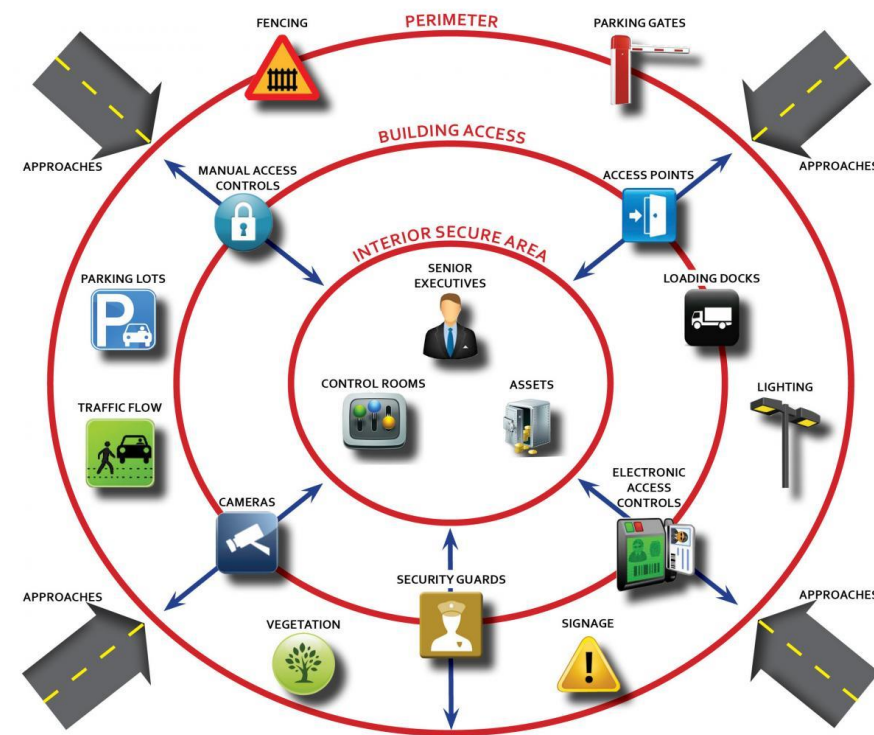 FENCING
PERIMETER
PARKING GATES
APPROACHES
APPROACHES
BUILDING ACCESS
MANUAL ACCESS
CONTROLS
ACCESS POINTS
INTERIOR SECURE AREA
SENIOR
EXECUTIVES
PARKING LOTS
P
LOADING DOCKS
CONTROL ROOMS
ASSETS
LIGHTING
TRAFFIC FLOW
CAMERAS
ELECTRONIC
ACCESS
CONTROLS
SECURITY GUARDS
APPROACHES
APPROACHES
VEGETATION
SIGNAGE
!